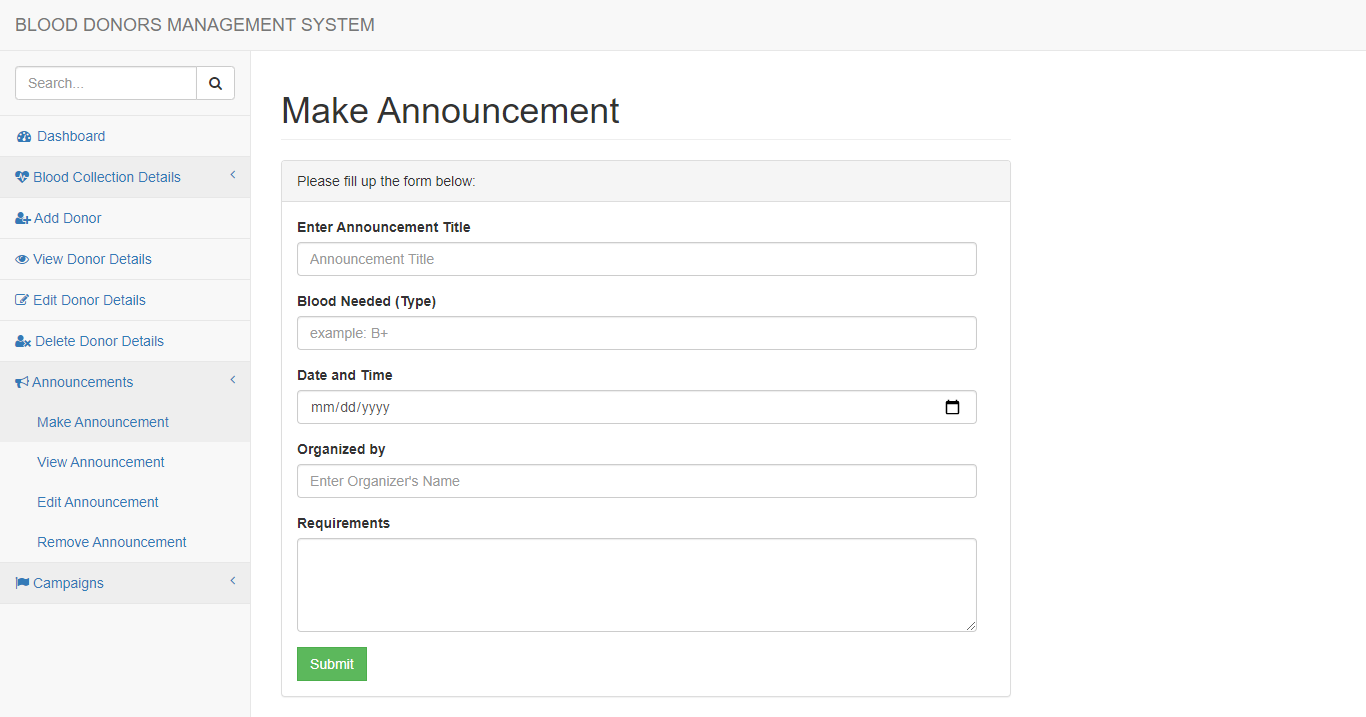 BLOOD DONORS MANAGEMENT SYSTEM
Search...
Dashboard
Blood Collection Details
Add Donor
View Donor Details
Edit Donor Details
Delete Donor Details
Announcements
Make Announcement
View Announcement
Edit Announcement
Remove Announcement
Campaigns
Make Announcement
Please fill up the form below:
Enter Announcement Title
Announcement Title
Blood Needed (Type)
example: B+
Date and Time
mm/dd/yyyy
Organized by
Enter Organizer's Name
Requirements
Submit